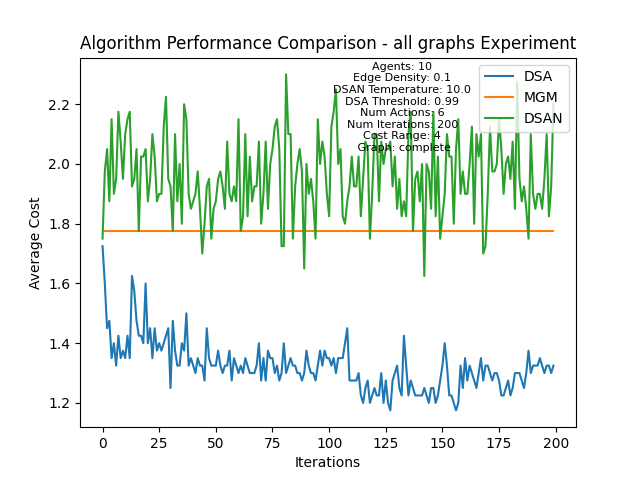 Algorithm Performance Comparison - all graphs Experiment
Agents: 10
Edge Density: 0.1
DSAN Temperature: 10.0
DSA Threshold: 0.99
Num Actions: 6
Num Iterations: 200
Cost Range: 4
Graph: complete
DSA
MGM
DSAN
Average Cost
2.2
2.0
1.8
1.6
1.4
1.2
0 25 50 75 100 125 150 175 200
Iterations